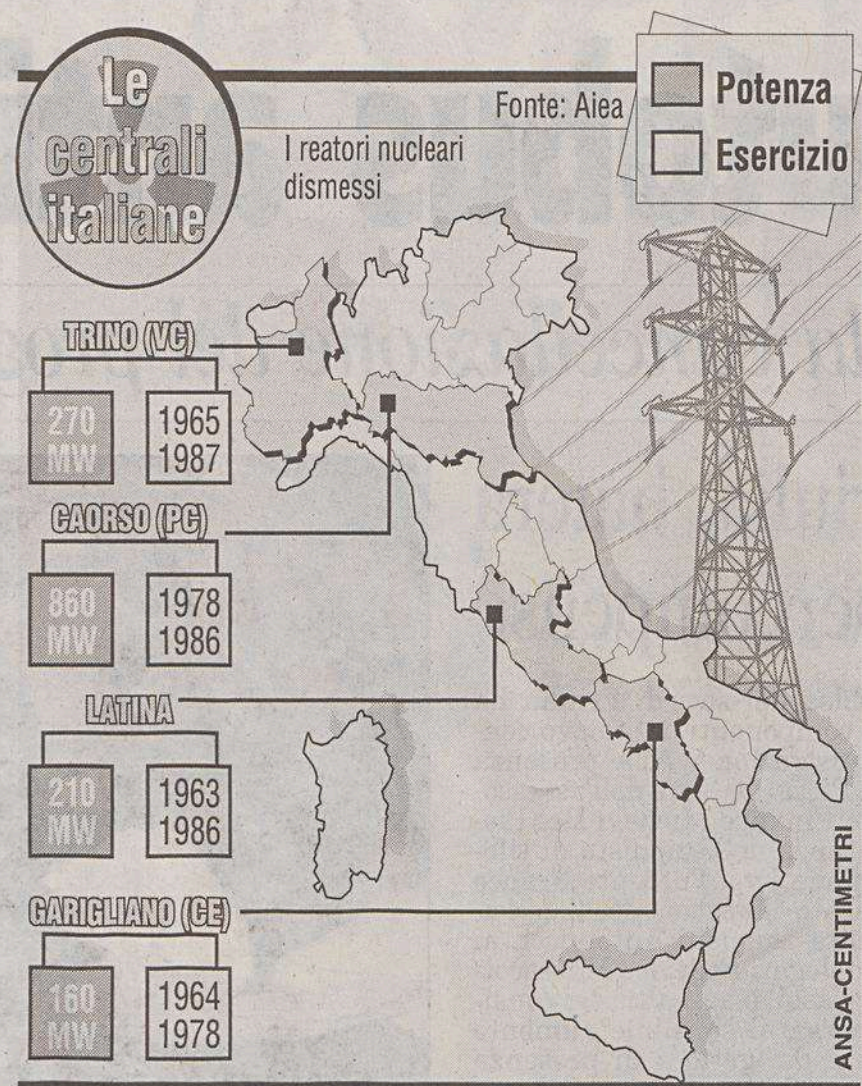 Le
centrali
italiane
Fonte: Aiea
I reatori nucleari
dismessi
Potenza
Esercizio
TRINO (VC)
270
MW
1965
1987
CAORSO (PC)
860
MW
1978
1986
LATINA
210
MW
1963
1986
GARIGLIANO (CE)
160
MW
1964
1978
ANSA-CENTIMETRI